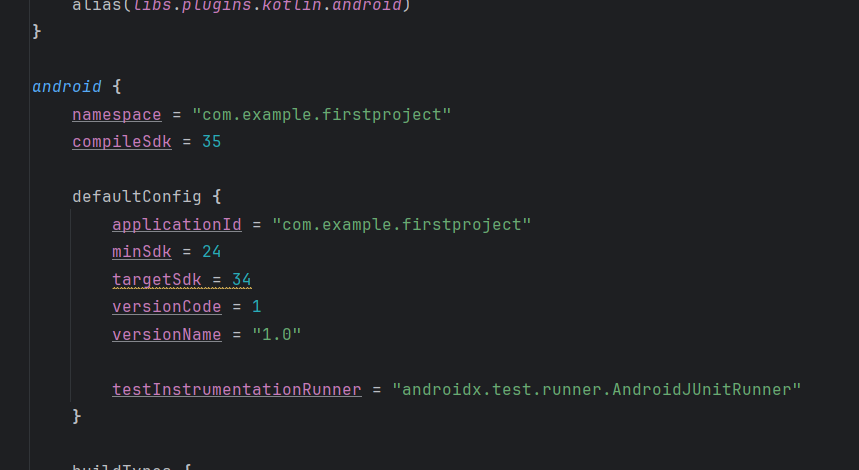 alias(libs.plugins.kotlin.android)
}
android {
namespace = "com.example.firstproject"
compileSdk = 35
defaultConfig {
applicationId = "com.example.firstproject"
minSdk = 24
targetSdk = 34
versionCode = 1
versionName = "1.0"
testInstrumentationRunner = "androidx.test.runner.AndroidJUnitRunner"
}
buildTypes {